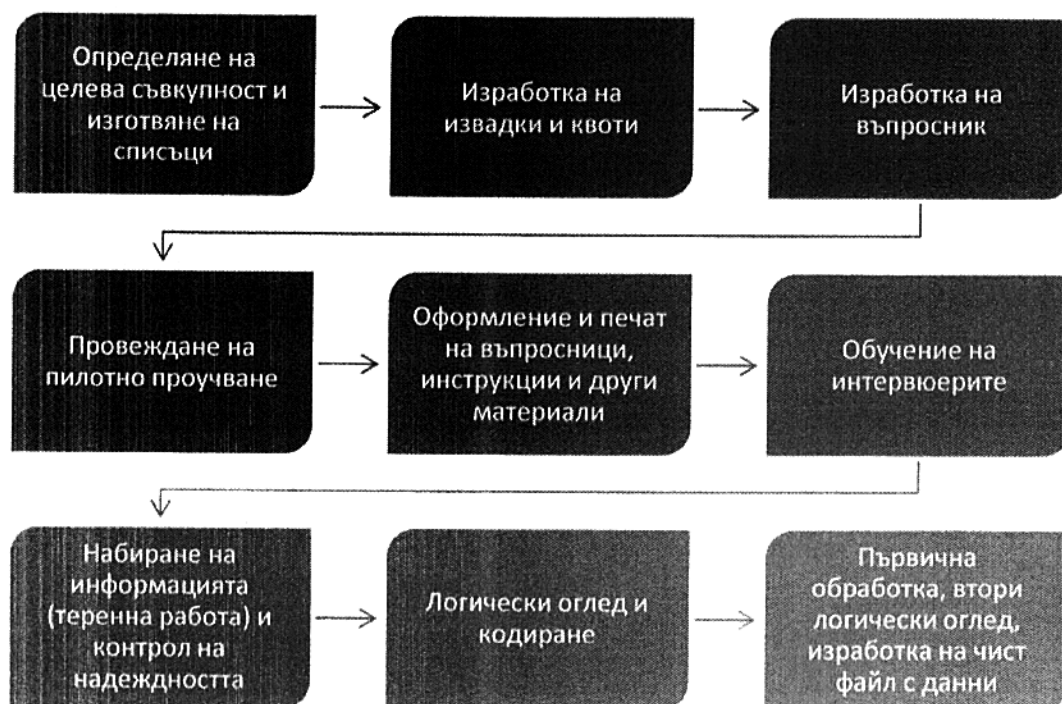 Определяне на
целева съвкупност и
изготвяне на
списъци
Изработка на
извадки и квоти
Изработка на
въпросник
Провеждане на
пилотно проучване
Оформление и печат
на въпросници,
инструкции и други
материали
Обучение на
интервюерите
Набиране на
информацията
(теренна работа) и
контрол на
надеждността
Логически оглед и
кодиране
Първична
обработка, втори
логически оглед,
изработка на чист
файл с данни